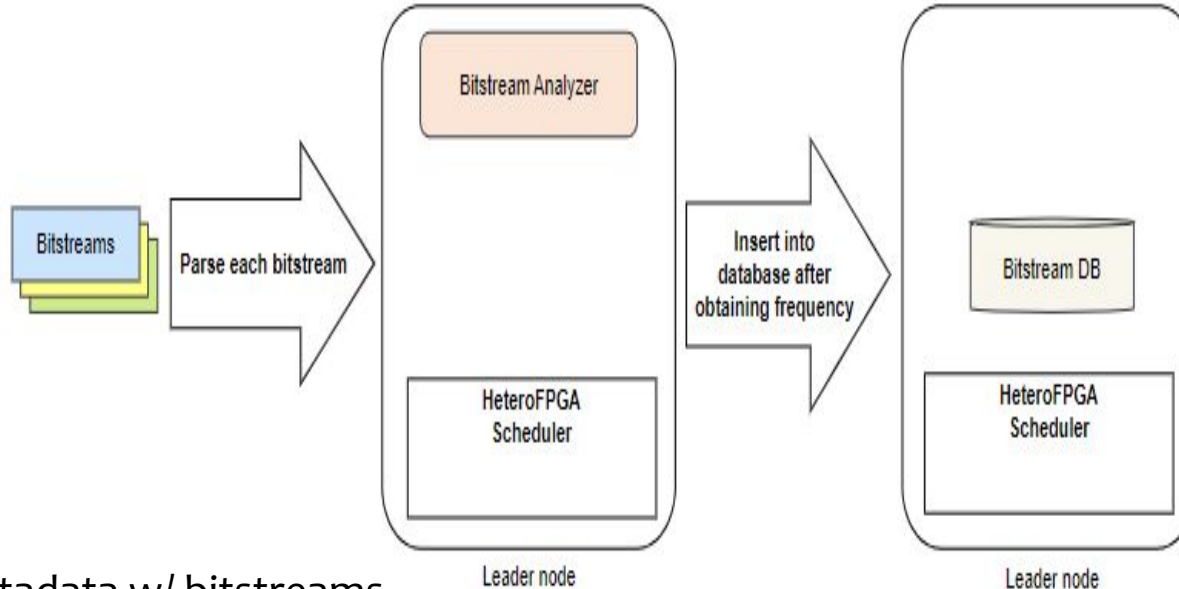 Bitstreams
Parse each bitstream
Bitstream Analyzer
HeteroFPGA
Scheduler
Leader node
Insert into
database after
obtaining frequency
Bitstream DB
HeteroFPGA
Scheduler
Leader node
w/ bitstreams